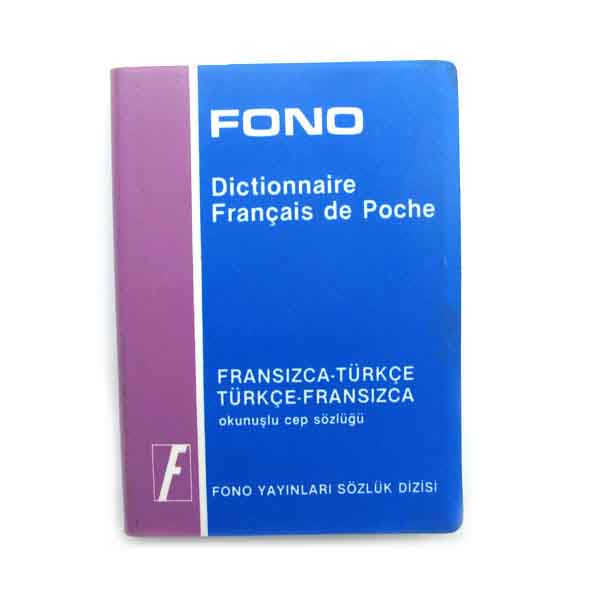 FONO
Dictionnaire
Français de Poche
FRANSIZCA-TÜRKÇE
TÜRKÇE-FRANSIZCA
okunuşlu cep sözlüğü
F
FONO YAYINLARI SÖZLÜK DİZİSİ